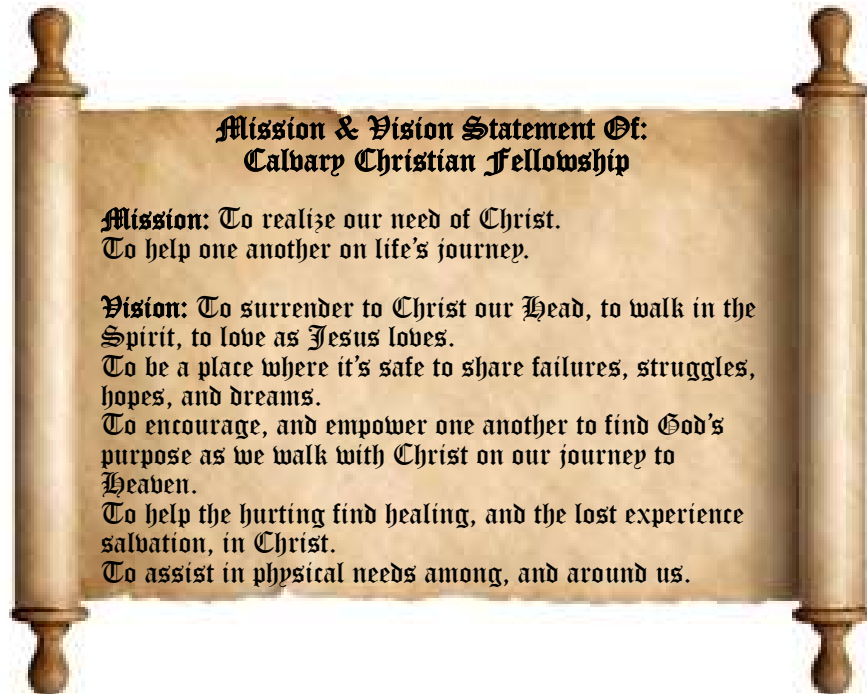 Mission & Vision Statement Of:
Calvary Christian Fellowship
Mission: To realize our need of Christ.
To help one another on life's journey.
Vision: To surrender to Christ our Head, to walk in the
Spirit, to love as Jesus loves.
To be a place where it's safe to share failures, struggles,
hopes, and dreams.
To encourage, and empower one another to find God's
purpose as we walk with Christ on our journey to
Heaven.
To help the hurting find healing, and the lost experience
salvation, in Christ.
To assist in physical needs among, and around us.